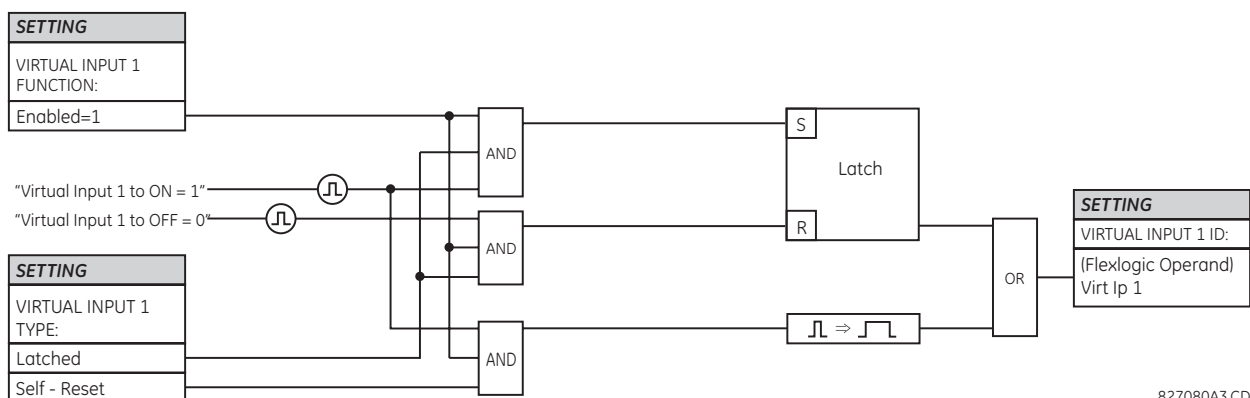 SETTING
VIRTUAL INPUT 1
FUNCTION:
Enabled=1
"Virtual Input 1 to ON = 1"
"Virtual Input 1 to OFF = 0"
SETTING
VIRTUAL INPUT 1
TYPE:
Latched
Self - Reset
AND
AND
AND
S
Latch
R
OR
SETTING
VIRTUAL INPUT 1 ID:
(Flexlogic Operand)
Virt Ip 1
827080A3.CD